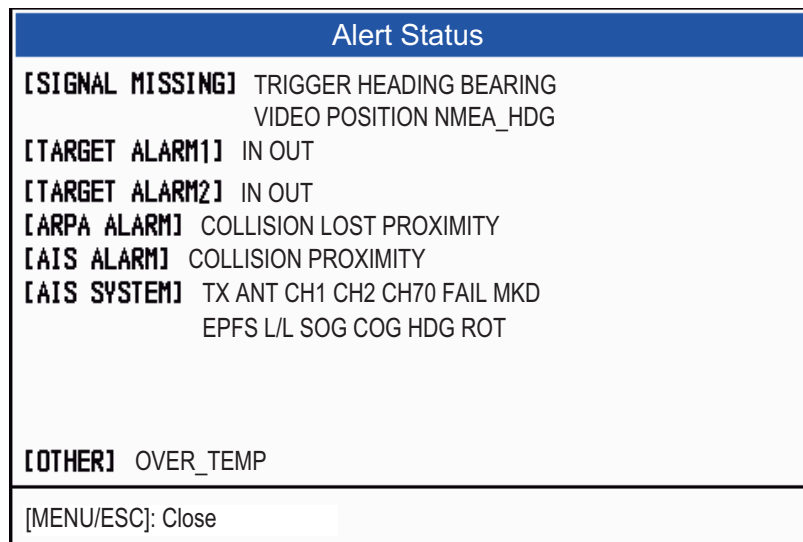 Alert Status
[SIGNAL MISSING] TRIGGER HEADING BEARING
VIDEO POSITION NMEA_HDG
[TARGET ALARM1] IN OUT
[TARGET ALARM2] IN OUT
[ARPA ALARM] COLLISION LOST PROXIMITY
[AIS ALARM] COLLISION PROXIMITY
[AIS SYSTEM] TX ANT CH1 CH2 CH70 FAIL MKD
EPFS L/L SOG COG HDG ROT
[OTHER] OVER_TEMP
[MENU/ESC]: Close